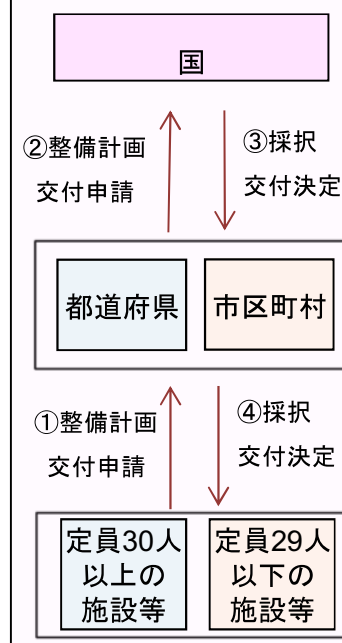 国
②整備計画
交付申請
③採択
交付決定
都道府県
市区町村
①整備計画
交付申請
④採択
交付決定
定員30人
以上の
施設等
定員29人
以下の
施設等